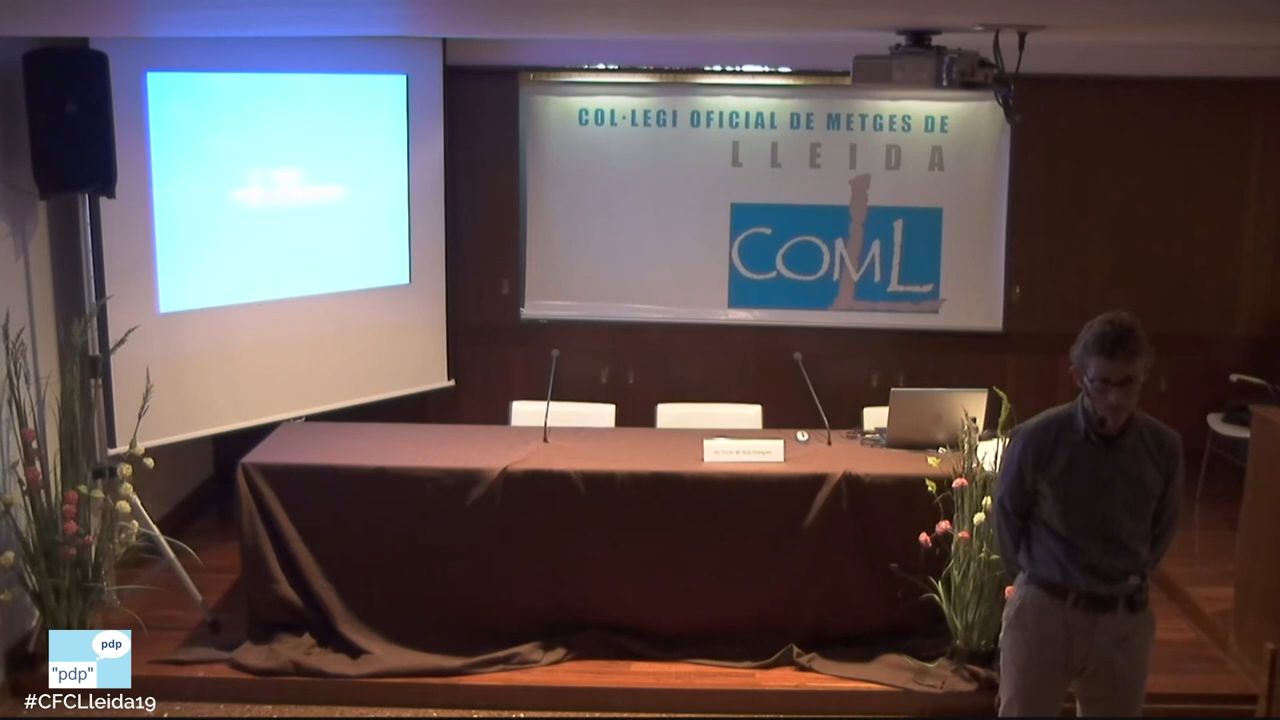 COL·LEGI OFICIAL DE METGES DE
LLEIDA
COML
pdp
"pdp"
#CFCLleida19